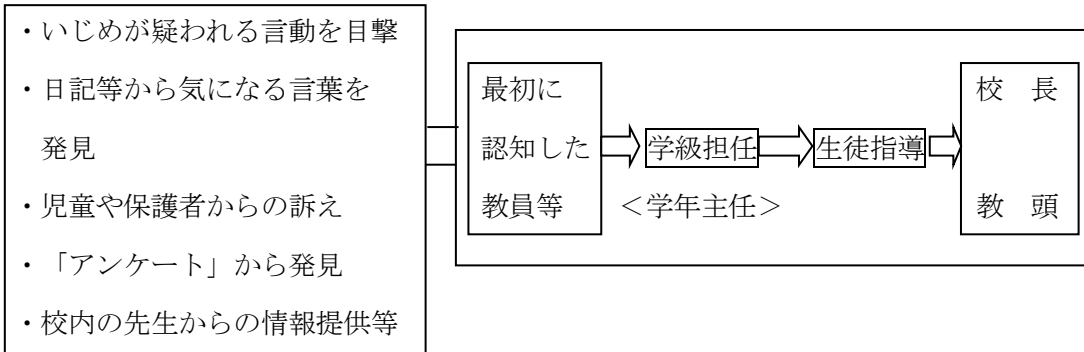 ・いじめが疑われる言動を目撃
・日記等から気になる言葉を
発見
・児童や保護者からの訴え
・「アンケート」から発見
・校内の先生からの情報提供等
最初に
認知した
教員等
学級担任
＜学年主任＞
生徒指導
校　長
教　頭